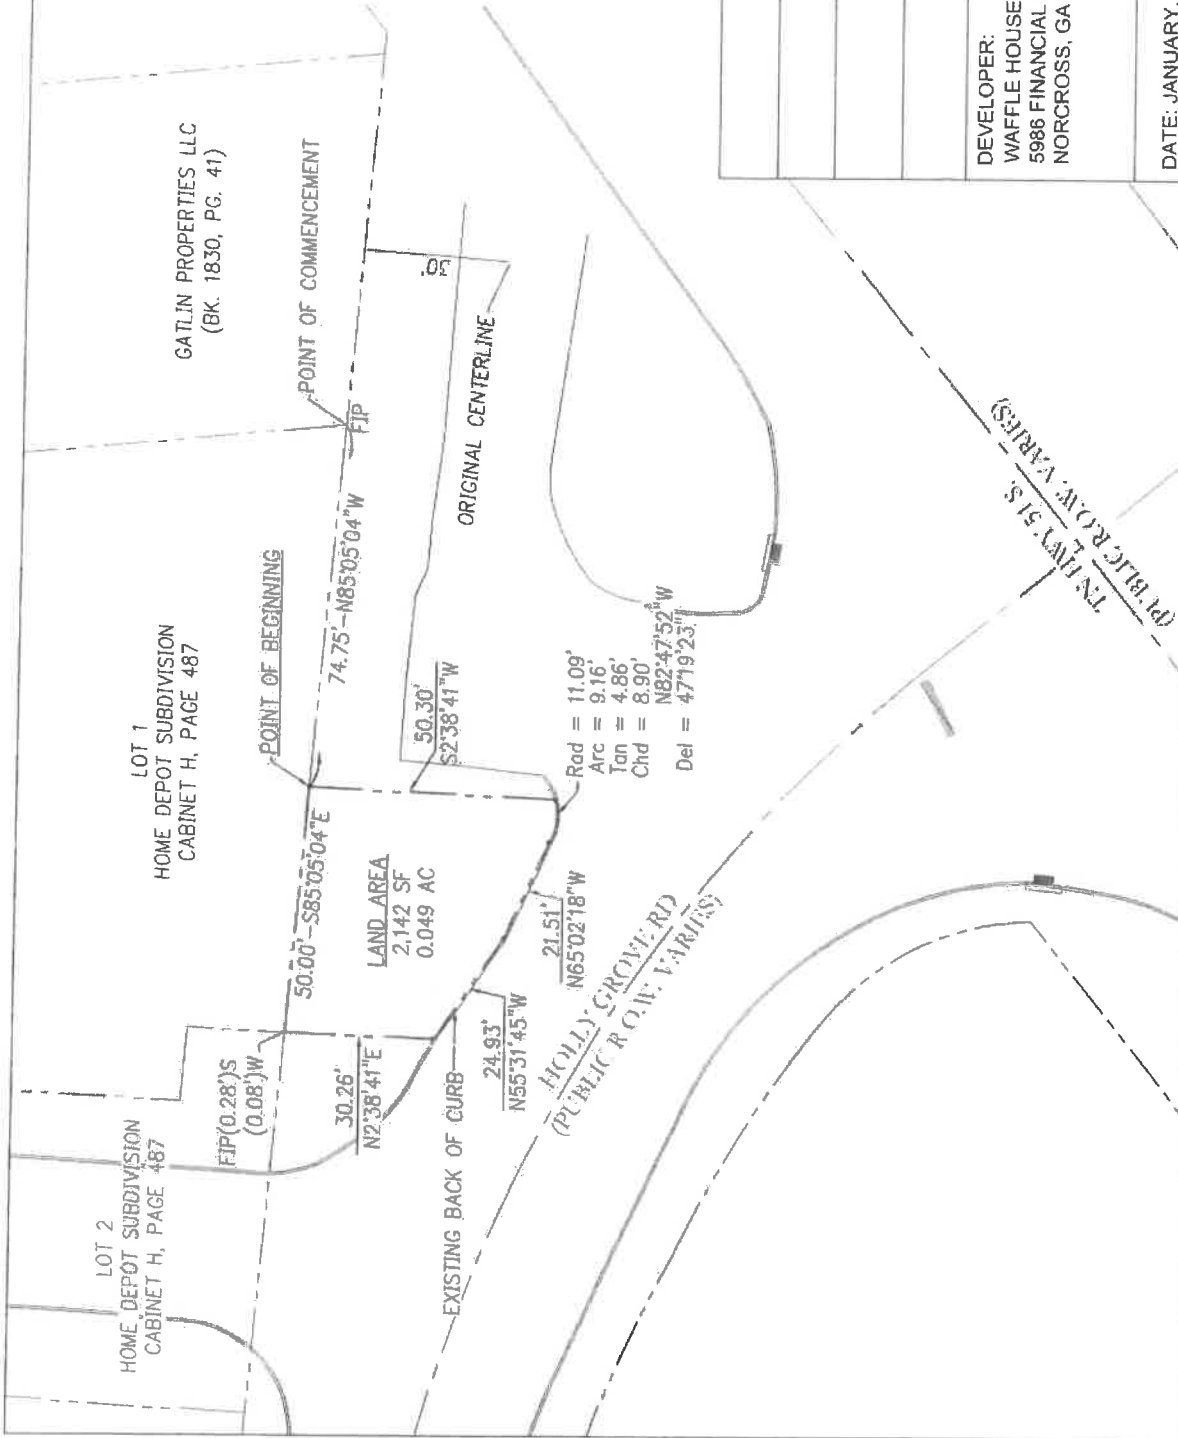 GATLIN PROPERTIES LLC
(BK. 1830, PG. 41)
POINT OF COMMENCEMENT
FIP
30'
ORIGINAL CENTERLINE
LOT 1
HOME DEPOT SUBDIVISION
CABINET H, PAGE 487
POINT OF BEGINNING
74.75'-N85°05'04"W
50.30'
S2°38'41"W
Rad = 11.09'
Arc = 9.16'
Tan = 4.86'
Chd = 8.90'
N82°47'52"W
Del = 47°19'23"
50.00'-S85°05'04"E
LAND AREA
2,142 SF
0.049 AC
21.51'
N65°02'18"W
24.93'
N55°31'45"W
FIP(0.28')S
(0.08')W
30.26'
N2°38'41"E
EXISTING BACK OF CURB
LOT 2
HOME DEPOT SUBDIVISION
CABINET H, PAGE 487
HOLLY GROVE RD
(PUBLIC R.O.W. VARIES)
TN HWY 51 S.
(PUBLIC R.O.W. VARIES)
DEVELOPER:
WAFFLE HOUSE
5986 FINANCIAL
NORCROSS, GA
DATE: JANUARY,